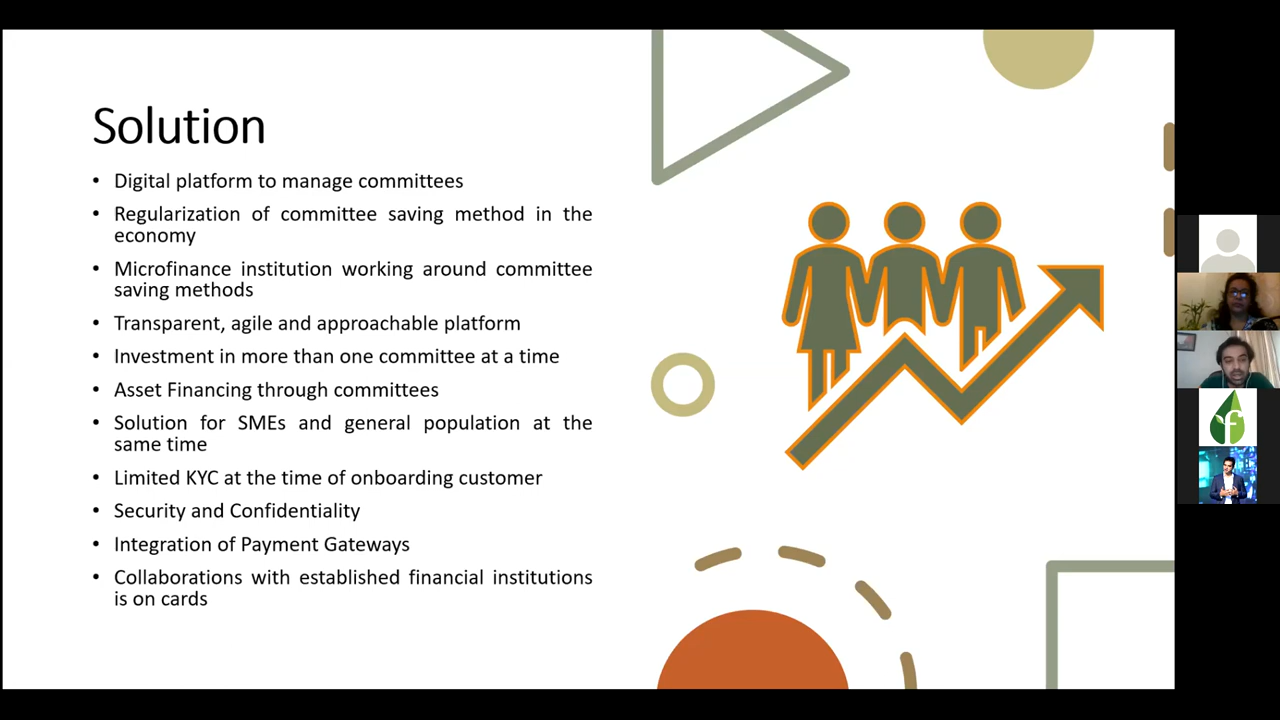 Solution
• Digital platform to manage committees
• Regularization of committee saving method in the
economy
• Microfinance institution working around committee
saving methods
• Transparent, agile and approachable platform
• Investment in more than one committee at a time
• Asset Financing through committees
• Solution for SMEs and general population at the
same time
• Limited KYC at the time of onboarding customer
• Security and Confidentiality
• Integration of Payment Gateways
• Collaborations with established financial institutions
is on cards
f